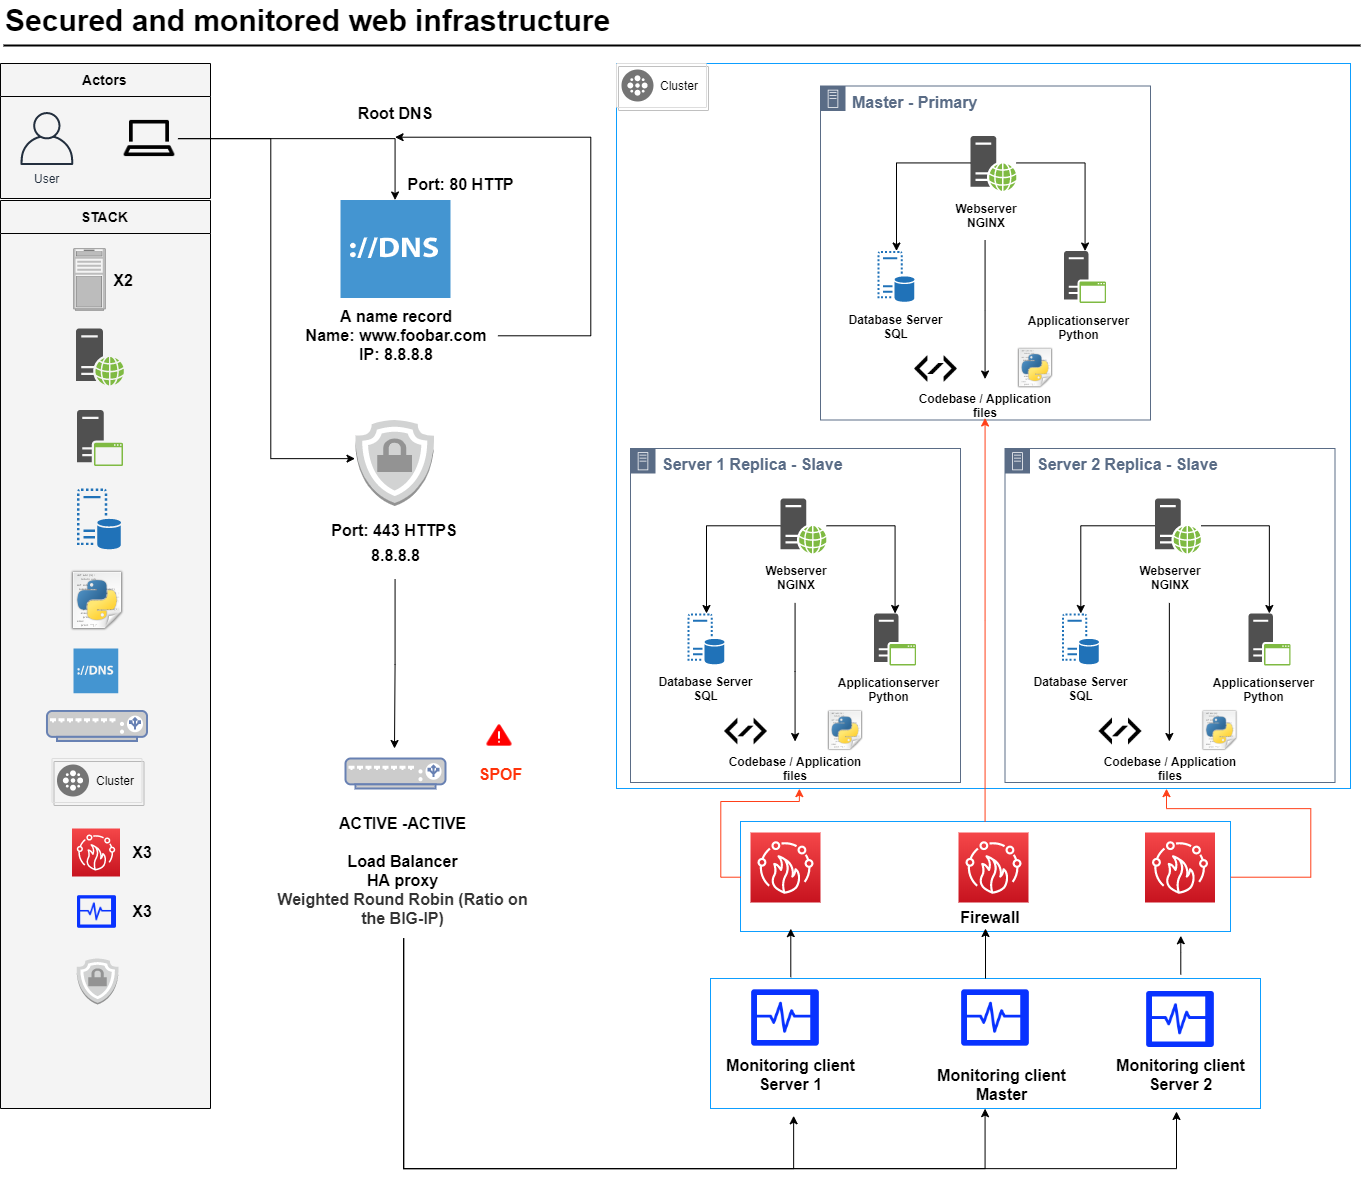 Secured and monitored web infrastructure
Actors
User
STACK
X2
://DNS
Cluster
X3
X3
Root DNS
Port: 80 HTTP
://DNS
A name record
Name: www.foobar.com
IP: 8.8.8.8
Port: 443 HTTPS
8.8.8.8
SPOF
ACTIVE -ACTIVE
Load Balancer
HA proxy
Weighted Round Robin (Ratio on
the BIG-IP)
Cluster
Master - Primary
Webserver
NGINX
Database Server
SQL
Applicationserver
Python
Codebase / Application
files
Server 1 Replica - Slave
Webserver
NGINX
Database Server
SQL
Applicationserver
Python
Codebase / Application
files
Server 2 Replica - Slave
Webserver
NGINX
Database Server
SQL
Applicationserver
Python
Codebase / Application
files
Firewall
Monitoring client
Server 1
Monitoring client
Master
Monitoring client
Server 2